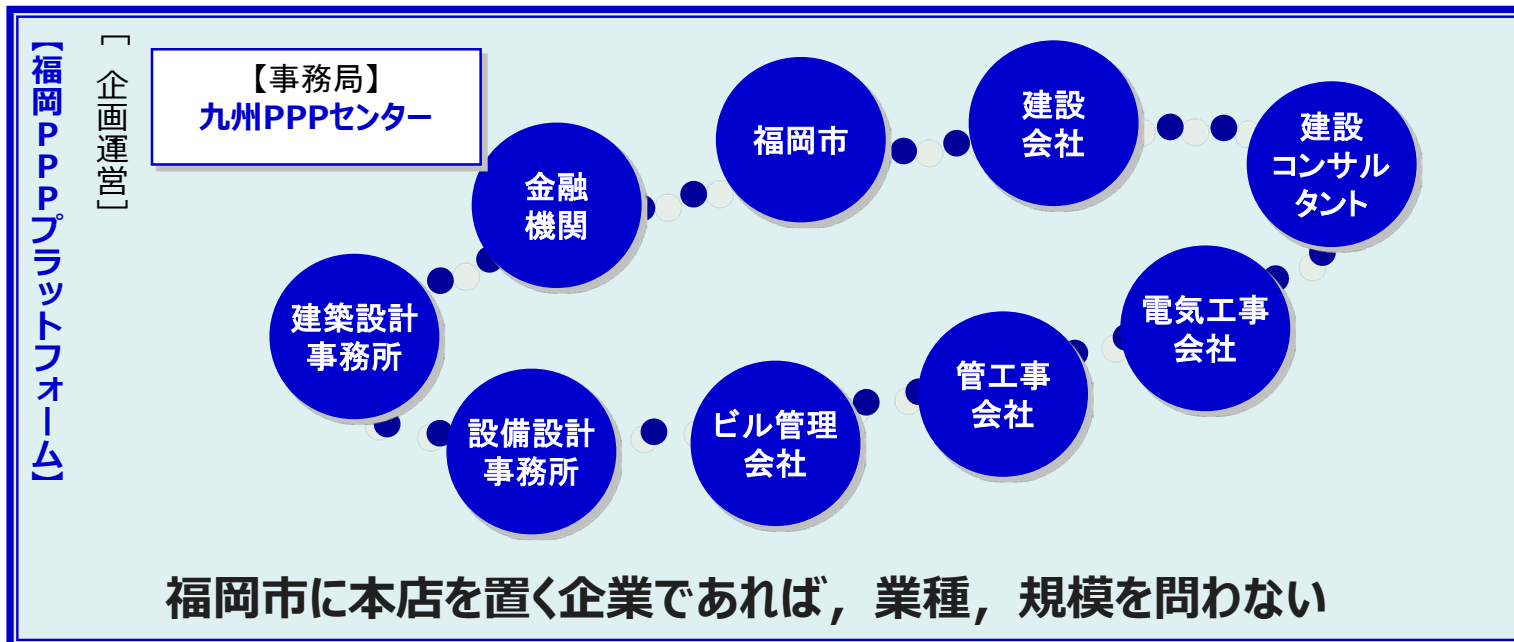 【福岡PPPプラットフォーム】
［ 企画運営］
【事務局】
九州PPPセンター
金融
機関
福岡市
建設
会社
建設
コンサル
タント
建築設計
事務所
設備設計
事務所
ビル管理
会社
管工事
会社
電気工事
会社
福岡市に本店を置く企業であれば，業種，規模を問わない